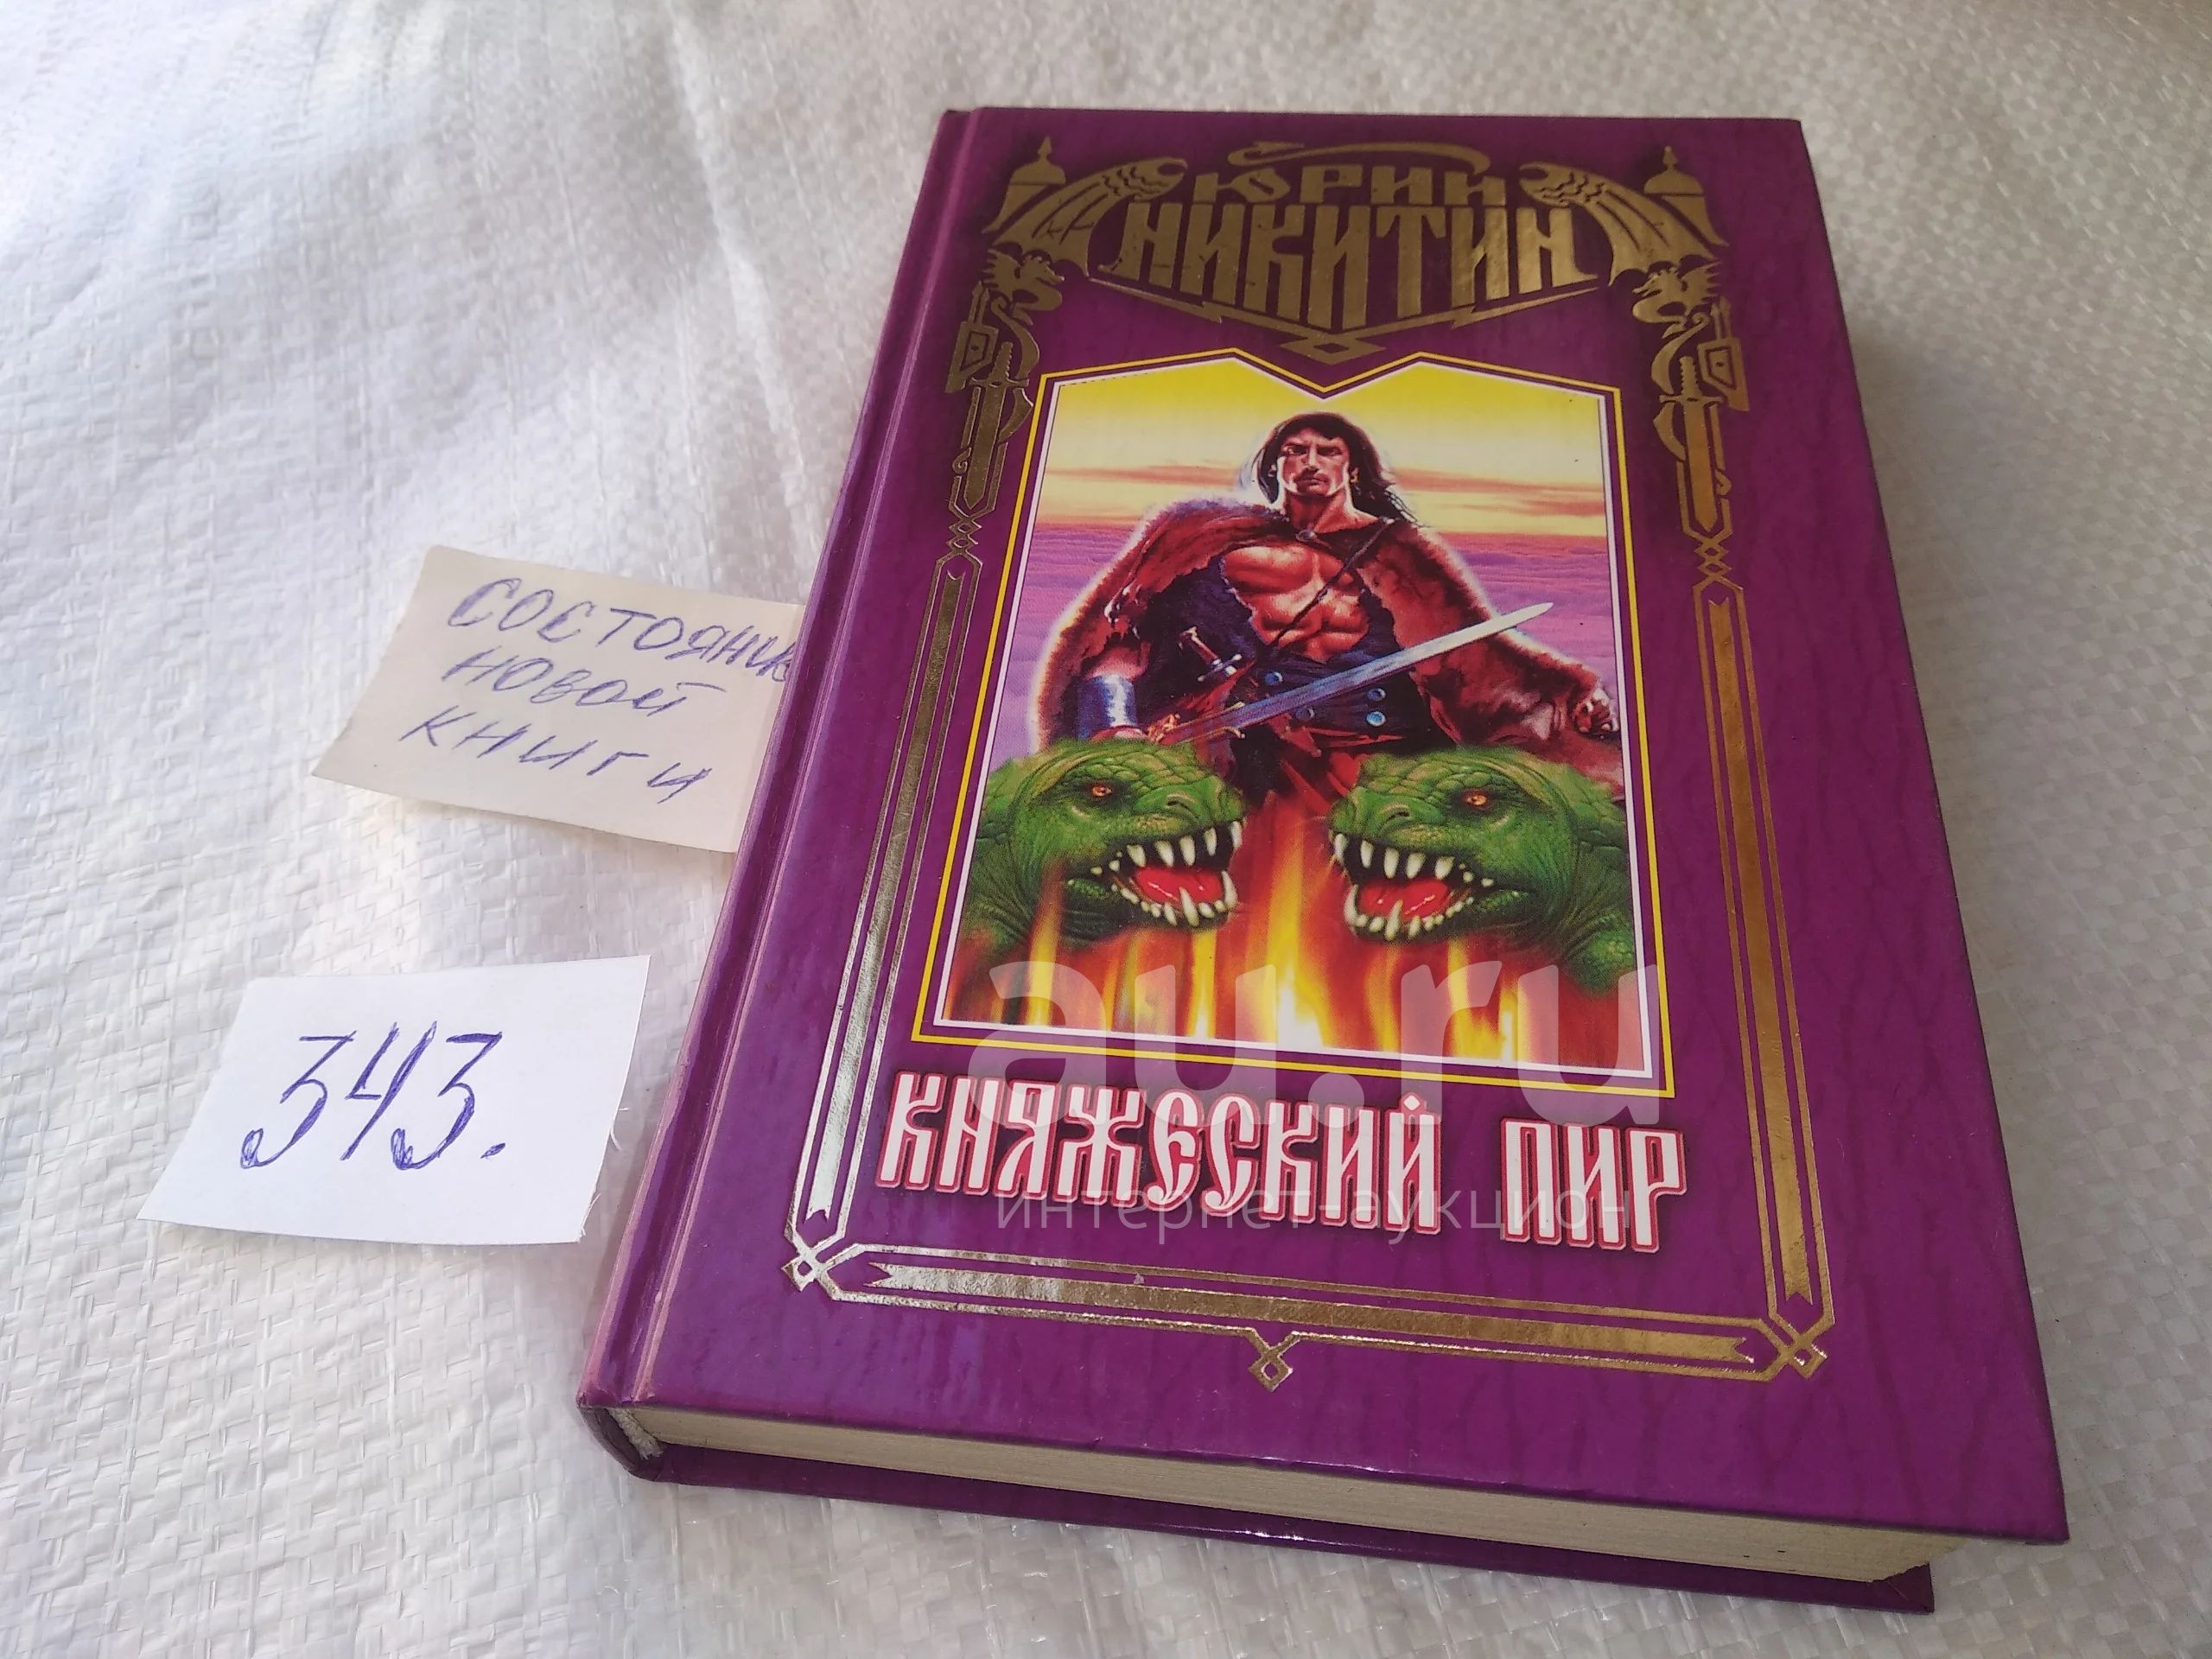 ЮРИЙ
НИКИТИН
СОСТОЯНИ
НОВОЙ
КНИГИ
343.
au.ru
КНЯЖЕСКИЙ ПИР
интернет-аукцион